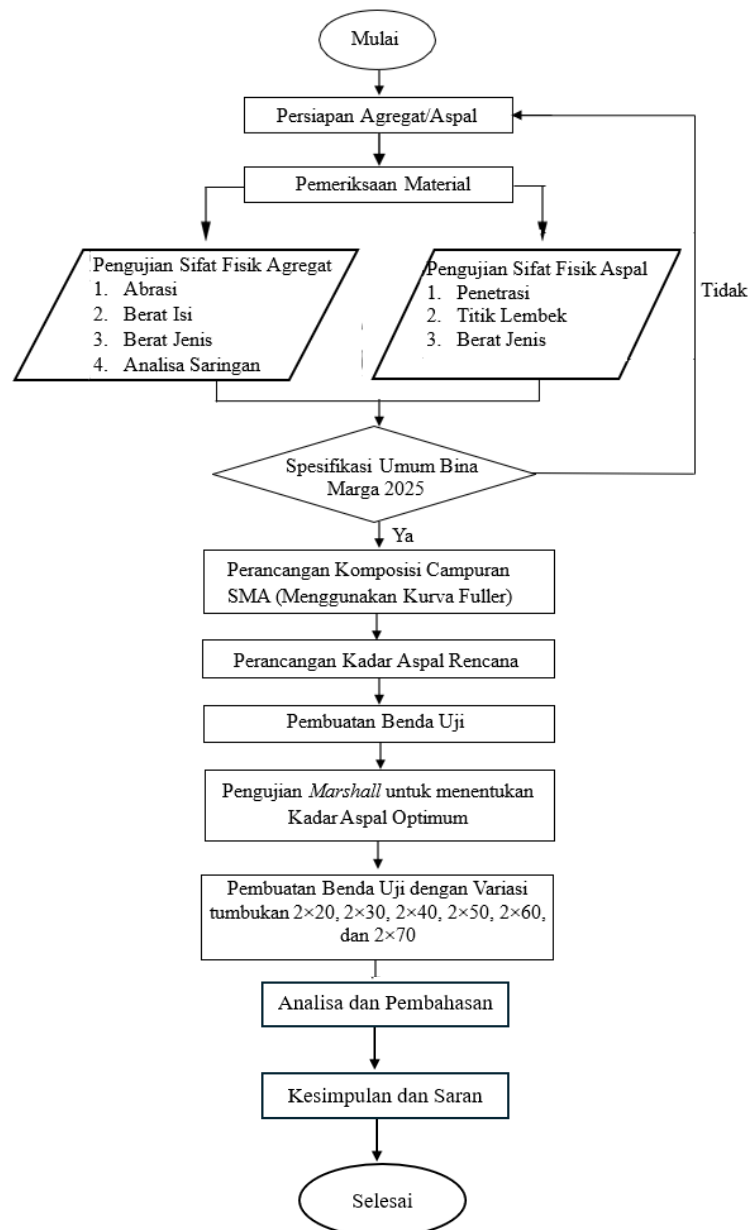 Mulai
Persiapan Agregat/Aspal
Pemeriksaan Material
Pengujian Sifat Fisik Agregat
1. Abrasi
2. Berat Isi
3. Berat Jenis
4. Analisa Saringan
Pengujian Sifat Fisik Aspal
1. Penetrasi
2. Titik Lembek
3. Berat Jenis
Tidak
Spesifikasi Umum Bina
Marga 2025
Ya
Perancangan Komposisi Campuran
SMA (Menggunakan Kurva Fuller)
Perancangan Kadar Aspal Rencana
Pembuatan Benda Uji
Pengujian Marshall untuk menentukan
Kadar Aspal Optimum
Pembuatan Benda Uji dengan Variasi
tumbukan 2×20, 2×30, 2×40, 2×50, 2×60,
dan 2×70
Analisa dan Pembahasan
Kesimpulan dan Saran
Selesai